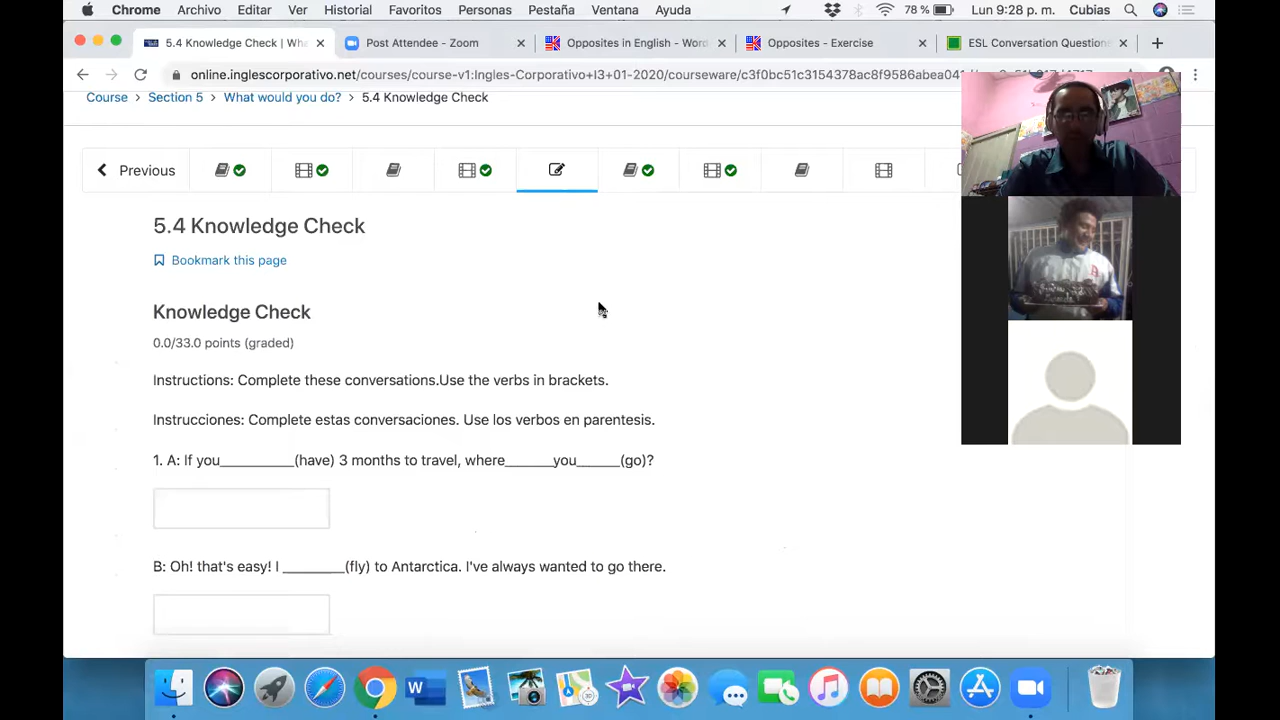 Chrome Archivo Editar Ver Historial Favoritos Personas Pestaña Ventana Ayuda 78 % Lun 9:28 p. m. Cubias
5.4 Knowledge Check | Wha Post Attendee - Zoom Opposites in English - Word Opposites - Exercise ESL Conversation Questions
online.inglescorporativo.net/courses/course-v1:Ingles-Corporativo+I3+01-2020/courseware/c3f0bc51c3154378ac8f9586abea041
Course > Section 5 > What would you do? > 5.4 Knowledge Check
Previous
5.4 Knowledge Check
Bookmark this page
Knowledge Check
0.0/33.0 points (graded)
Instructions: Complete these conversations.Use the verbs in brackets.
Instrucciones: Complete estas conversaciones. Use los verbos en parentesis.
1. A: If you__________(have) 3 months to travel, where______you_____(go)?
B: Oh! that's easy! I ________(fly) to Antarctica. I've always wanted to go there.